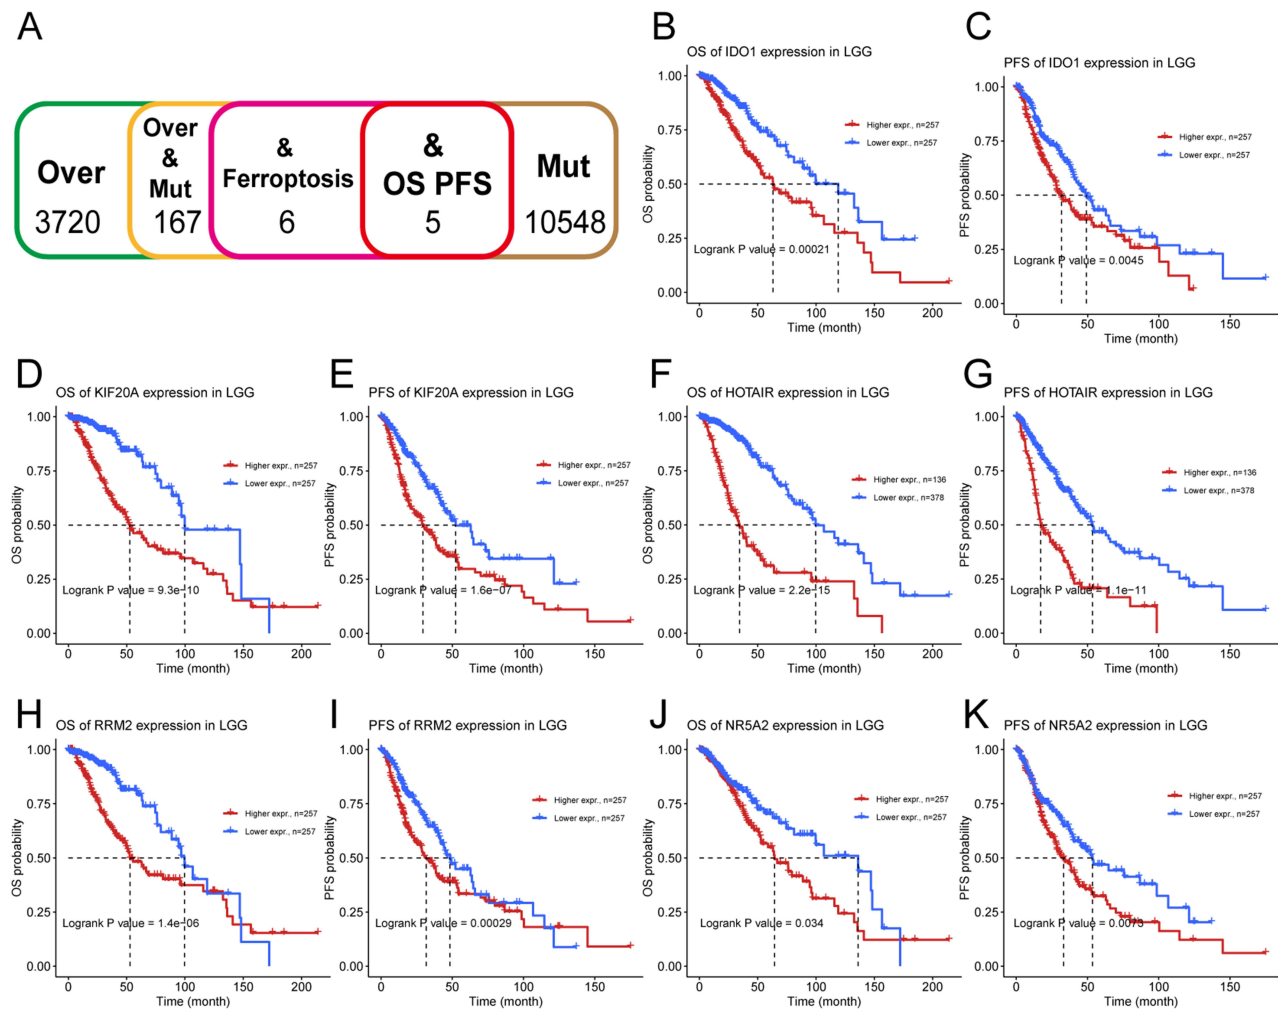 A
Over
3720
Over
&
Mut
167
&
Ferroptosis
6
&
OS PFS
5
Mut
10548
B
OS of IDO1 expression in LGG
OS probability
1.00
0.75
0.50
0.25
0.00
Higher expr., n=257
Lower expr., n=257
Logrank P value = 0.00021
0 50 100 150 200
Time (month)
C
PFS of IDO1 expression in LGG
PFS probability
1.00
0.75
0.50
0.25
0.00
Higher expr., n=257
Lower expr., n=257
Logrank P value = 0.0045
0 50 100 150
Time (month)
D
OS of KIF20A expression in LGG
OS probability
1.00
0.75
0.50
0.25
0.00
Higher expr., n=257
Lower expr., n=257
Logrank P value = 9.3e−10
0 50 100 150 200
Time (month)
E
PFS of KIF20A expression in LGG
PFS probability
1.00
0.75
0.50
0.25
0.00
Higher expr., n=257
Lower expr., n=257
Logrank P value = 1.6e−07
0 50 100 150
Time (month)
F
OS of HOTAIR expression in LGG
OS probability
1.00
0.75
0.50
0.25
0.00
Higher expr., n=136
Lower expr., n=378
Logrank P value = 2.2e−15
0 50 100 150 200
Time (month)
G
PFS of HOTAIR expression in LGG
PFS probability
1.00
0.75
0.50
0.25
0.00
Higher expr., n=136
Lower expr., n=378
Logrank P value = 1.1e−11
0 50 100 150
Time (month)
H
OS of RRM2 expression in LGG
OS probability
1.00
0.75
0.50
0.25
0.00
Higher expr., n=257
Lower expr., n=257
Logrank P value = 1.4e−06
0 50 100 150 200
Time (month)
I
PFS of RRM2 expression in LGG
PFS probability
1.00
0.75
0.50
0.25
0.00
Higher expr., n=257
Lower expr., n=257
Logrank P value = 0.00029
0 50 100 150
Time (month)
J
OS of NR5A2 expression in LGG
OS probability
1.00
0.75
0.50
0.25
0.00
Higher expr., n=257
Lower expr., n=257
Logrank P value = 0.034
0 50 100 150 200
Time (month)
K
PFS of NR5A2 expression in LGG
PFS probability
1.00
0.75
0.50
0.25
0.00
Higher expr., n=257
Lower expr., n=257
Logrank P value = 0.0073
0 50 100 150
Time (month)